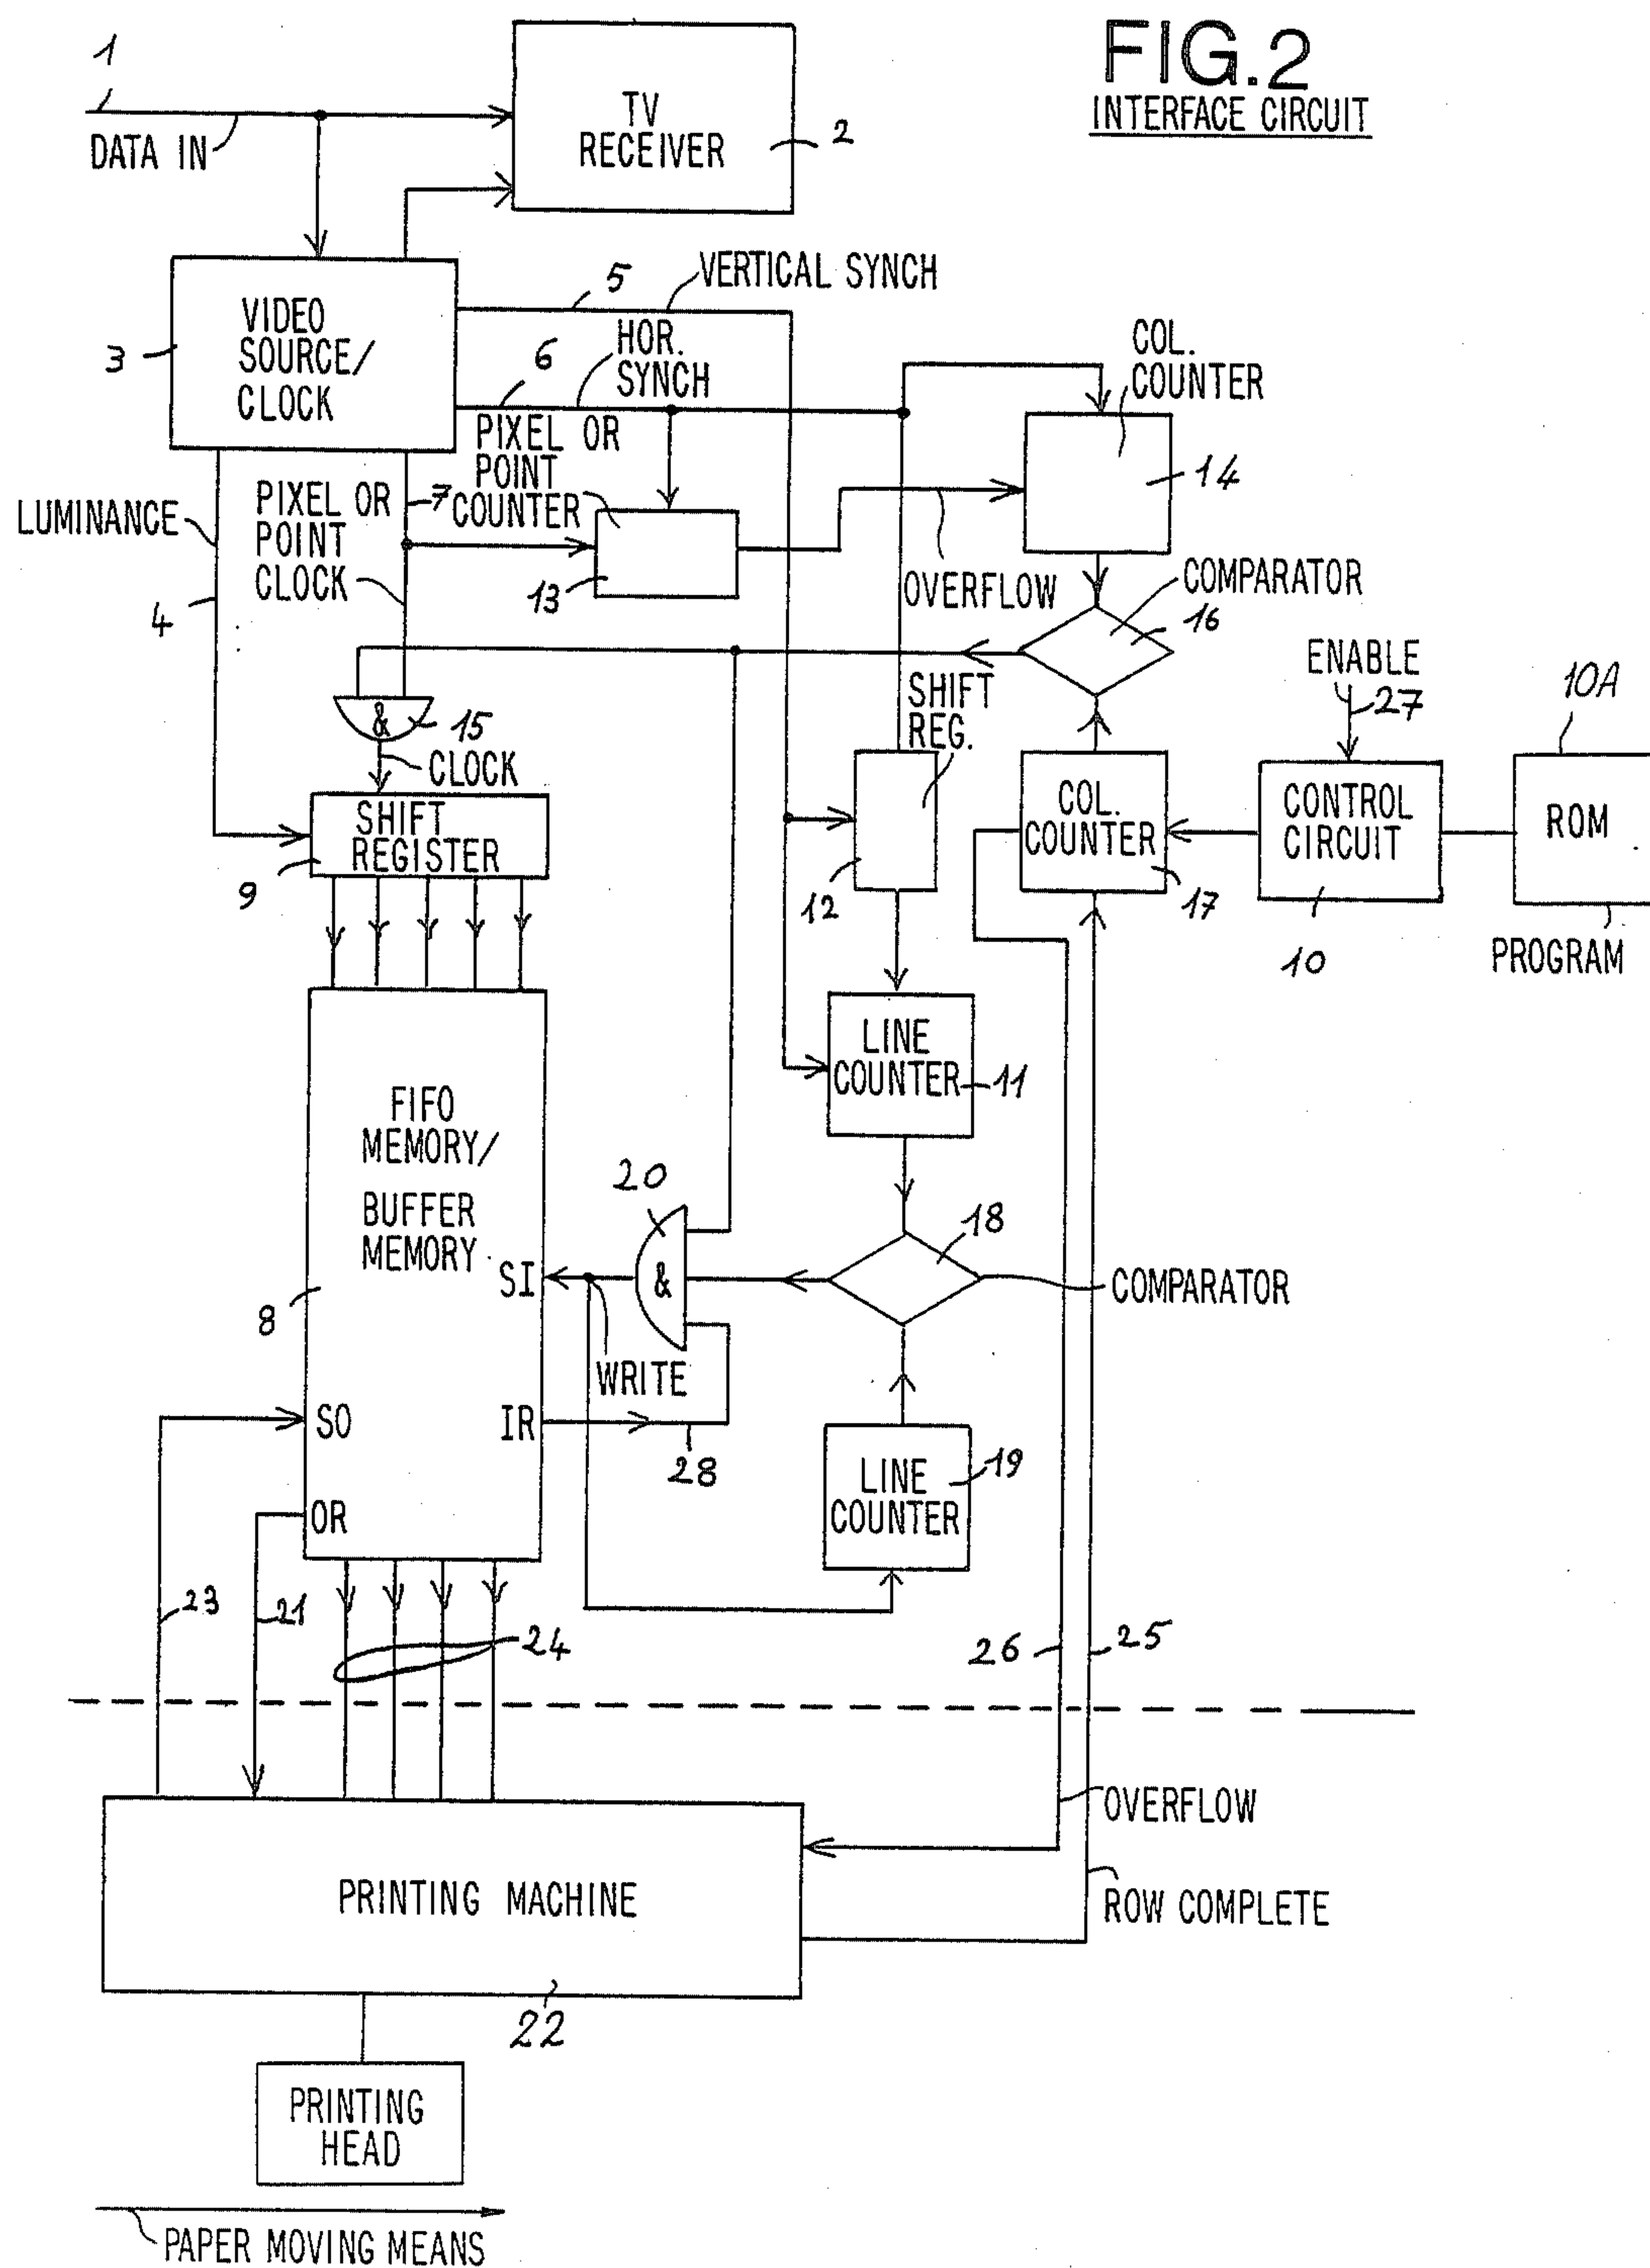 FIG.2
INTERFACE CIRCUIT
1
DATA IN
TV
RECEIVER
2
VIDEO
SOURCE/
CLOCK
3
5
VERTICAL SYNCH
6
HOR.
SYNCH
COL.
COUNTER
14
PIXEL OR
POINT
COUNTER
13
LUMINANCE
4
PIXEL OR
POINT
CLOCK
7
OVERFLOW
COMPARATOR
16
&
15
CLOCK
SHIFT
REG.
12
ENABLE
27
10A
SHIFT
REGISTER
9
COL.
COUNTER
17
CONTROL
CIRCUIT
10
ROM
PROGRAM
LINE
COUNTER
11
FIFO
MEMORY/
BUFFER
MEMORY
8
SI
SO
IR
OR
20
&
WRITE
28
18
COMPARATOR
LINE
COUNTER
19
23
21
24
26
25
OVERFLOW
ROW COMPLETE
PRINTING MACHINE
22
PRINTING
HEAD
PAPER MOVING MEANS